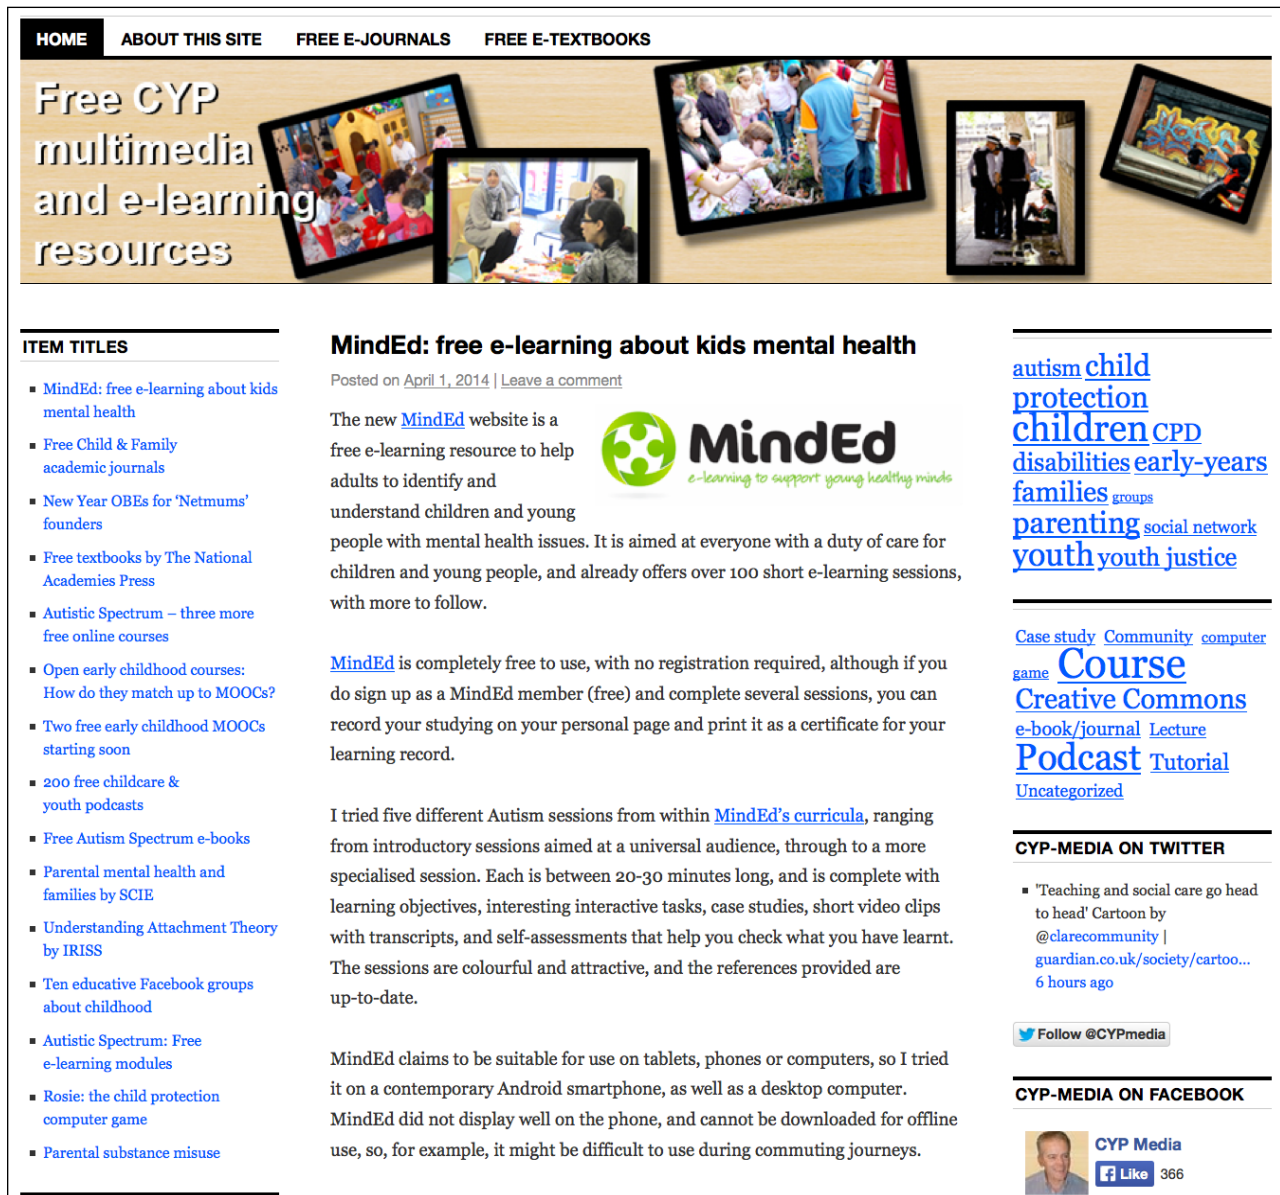 HOME ABOUT THIS SITE FREE E-JOURNALS FREE E-TEXTBOOKS
Free CYP
multimedia
and e-learning
resources
ITEM TITLES
MindEd: free e-learning about kids
mental health
Free Child & Family
academic journals
New Year OBEs for ‘Netmums’
founders
Free textbooks by The National
Academies Press
Autistic Spectrum – three more
free online courses
Open early childhood courses:
How do they match up to MOOCs?
Two free early childhood MOOCs
starting soon
200 free childcare &
youth podcasts
Free Autism Spectrum e-books
Parental mental health and
families by SCIE
Understanding Attachment Theory
by IRISS
Ten educative Facebook groups
about childhood
Autistic Spectrum: Free
e-learning modules
Rosie: the child protection
computer game
Parental substance misuse
MindEd: free e-learning about kids mental health
Posted on April 1, 2014 | Leave a comment
The new MindEd website is a
free e-learning resource to help
adults to identify and
understand children and young
people with mental health issues. It is aimed at everyone with a duty of care for
children and young people, and already offers over 100 short e-learning sessions,
with more to follow.
MindEd
e-learning to support young healthy minds
MindEd is completely free to use, with no registration required, although if you
do sign up as a MindEd member (free) and complete several sessions, you can
record your studying on your personal page and print it as a certificate for your
learning record.
I tried five different Autism sessions from within MindEd’s curricula, ranging
from introductory sessions aimed at a universal audience, through to a more
specialised session. Each is between 20-30 minutes long, and is complete with
learning objectives, interesting interactive tasks, case studies, short video clips
with transcripts, and self-assessments that help you check what you have learnt.
The sessions are colourful and attractive, and the references provided are
up-to-date.
MindEd claims to be suitable for use on tablets, phones or computers, so I tried
it on a contemporary Android smartphone, as well as a desktop computer.
MindEd did not display well on the phone, and cannot be downloaded for offline
use, so, for example, it might be difficult to use during commuting journeys.
autism child
protection
children CPD
disabilities early-years
families groups
parenting social network
youth youth justice
Case study Community computer
game Course
Creative Commons
e-book/journal Lecture
Podcast Tutorial
Uncategorized
CYP-MEDIA ON TWITTER
'Teaching and social care go head
to head' Cartoon by
@clarecommunity |
guardian.co.uk/society/cartoo...
6 hours ago
Follow @CYPmedia
CYP-MEDIA ON FACEBOOK
CYP Media
Like 366